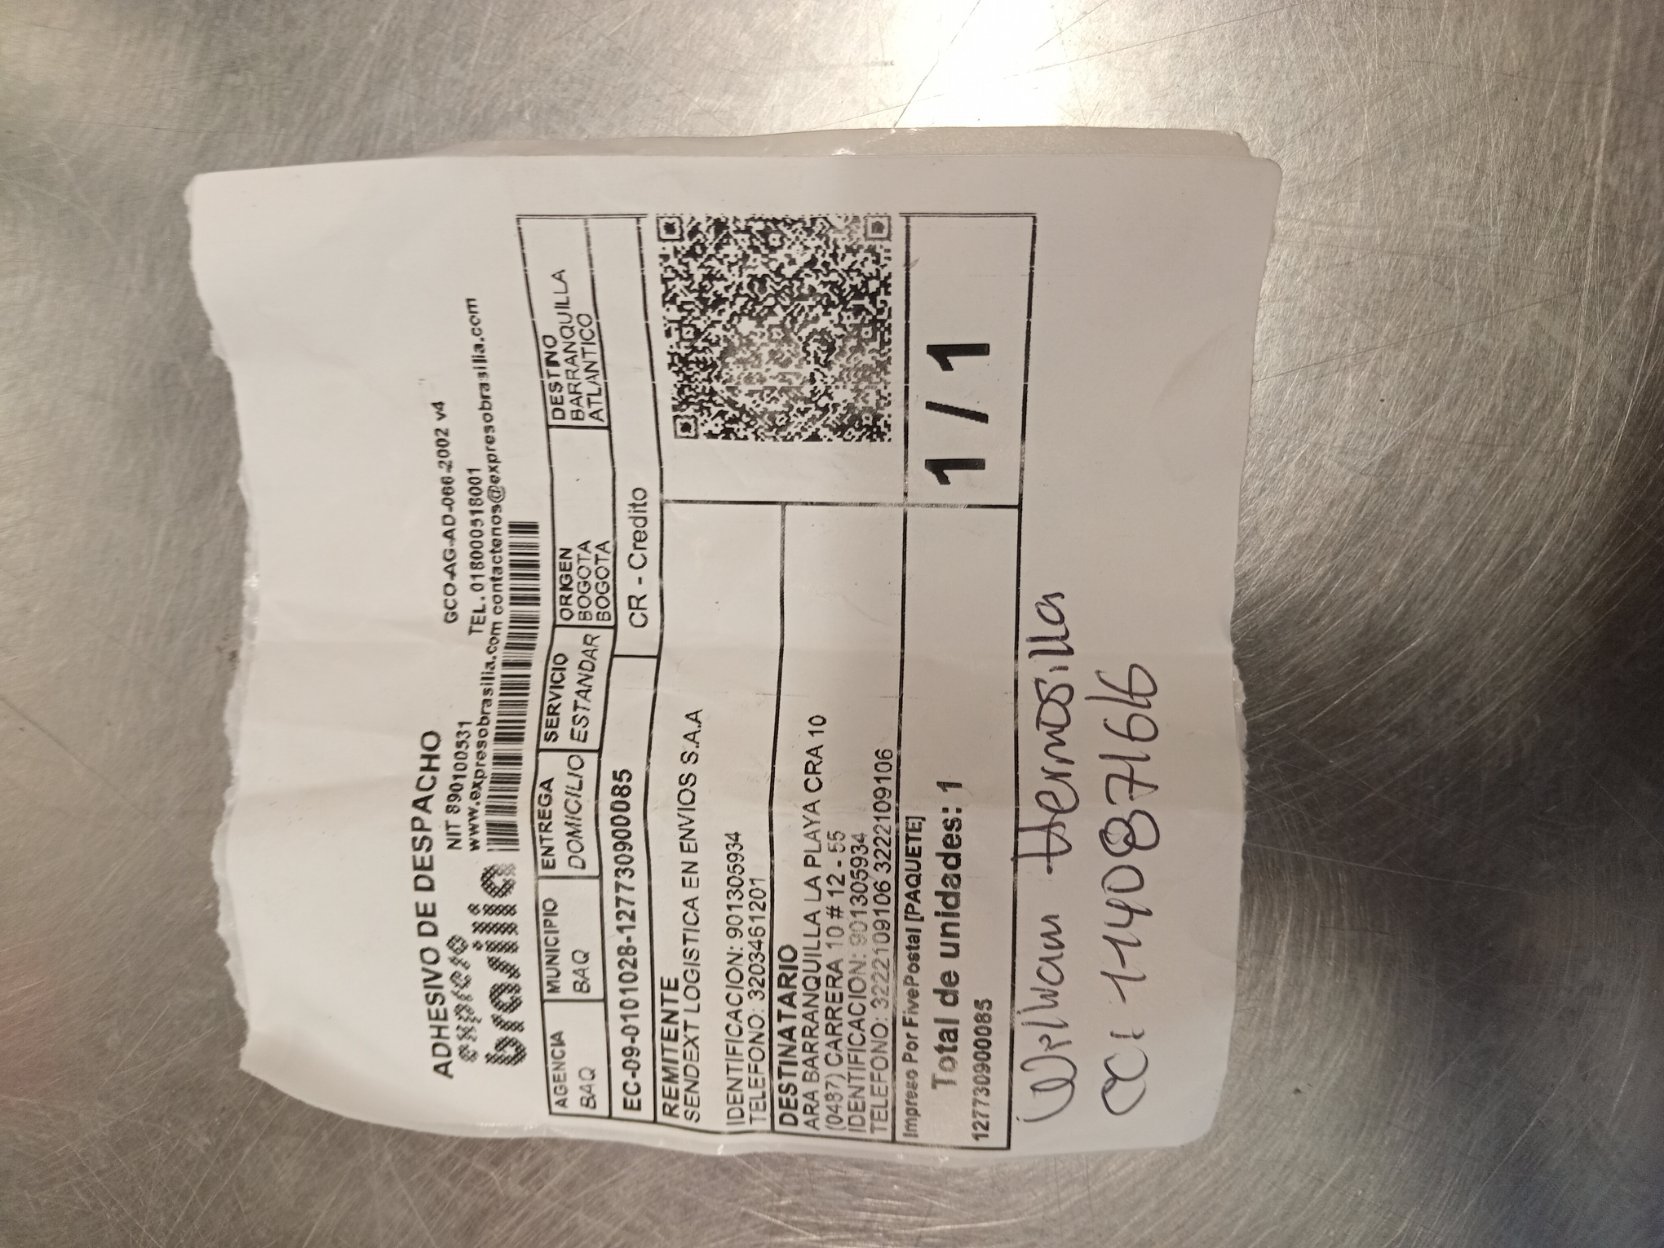 ADHESIVO DE DESPACHO
GCO-AG-AD-066-2002 v4
expreso
brasilia
NIT 890100531
TEL. 018000518001
www.expresobrasilia.com contactenos@expresobrasilia.com
AGENCIA MUNICIPIO ENTREGA SERVICIO ORIGEN DESTINO
BAQ BAQ DOMICILIO ESTANDAR BOGOTA BARRANQUILLA
BOGOTA ATLANTICO
EC-09-0101028-1277309000​85 CR - Credito
REMITENTE
SENDEXT LOGISTICA EN ENVIOS S.A.A
IDENTIFICACION: 901305934
TELEFONO: 3203461201
DESTINATARIO
ARA BARRANQUILLA LA PLAYA CRA 10
(0487) CARRERA 10 # 12 - 55
IDENTIFICACION: 901305934
TELEFONO: 3222109106 3222109106
Impreso Por FivePostal [PAQUETE]
Total de unidades: 1
127730900085
1 / 1
Hermosilla